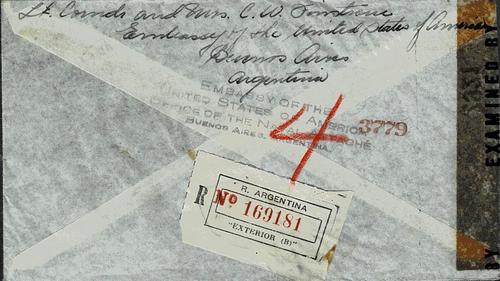 Lt. Comdr and Mrs. C. W.
Embassy of the United States of America
Buenos Aires
Argentina
EMBASSY OF THE
UNITED STATES OF AMERICA
OFFICE OF THE NAVAL ATTACHÉ
BUENOS AIRES, ARGENTINA.
3779
4
R
R. ARGENTINA
Nº 169181
"EXTERIOR (B)"
EXAMINED BY
BY